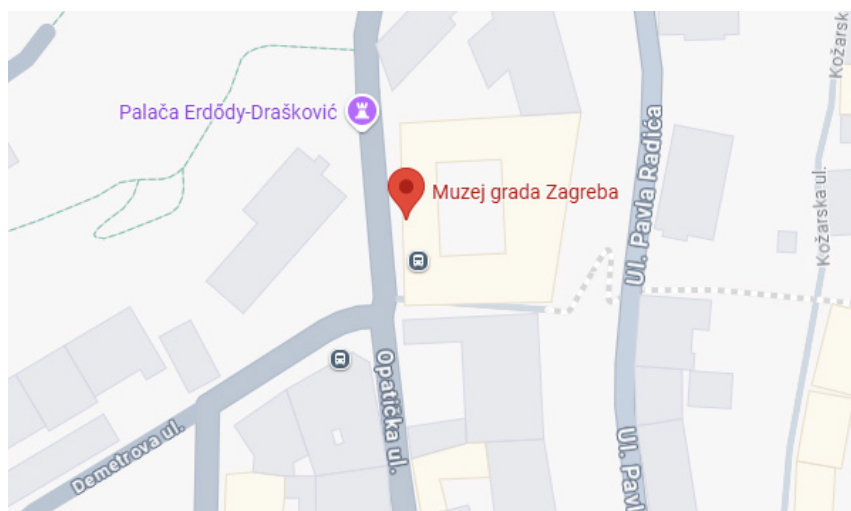 Kožarsk
Palača Erdődy-Drašković
Ul. Pavla Radića
Muzej grada Zagreba
Kožarska ul.
Opatička ul.
Demetrova ul.
Ul. Pavl